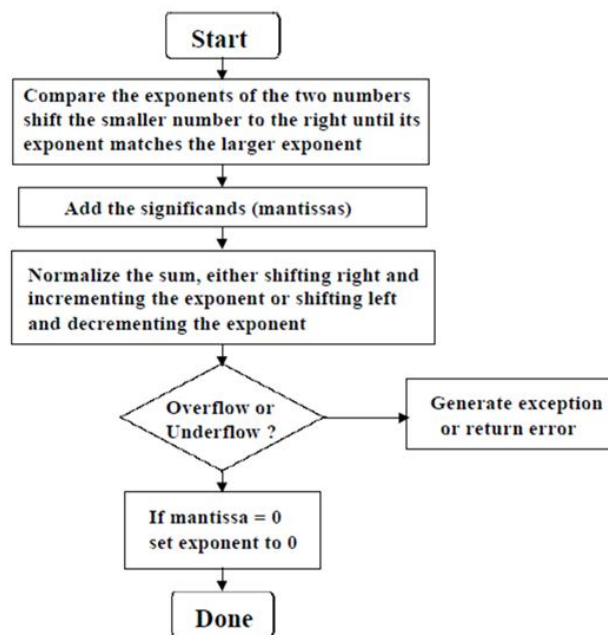 Start
Compare the exponents of the two numbers
shift the smaller number to the right until its
exponent matches the larger exponent
Add the significands (mantissas)
Normalize the sum, either shifting right and
incrementing the exponent or shifting left
and decrementing the exponent
Overflow or
Underflow ?
Generate exception
or return error
If mantissa = 0
set exponent to 0
Done